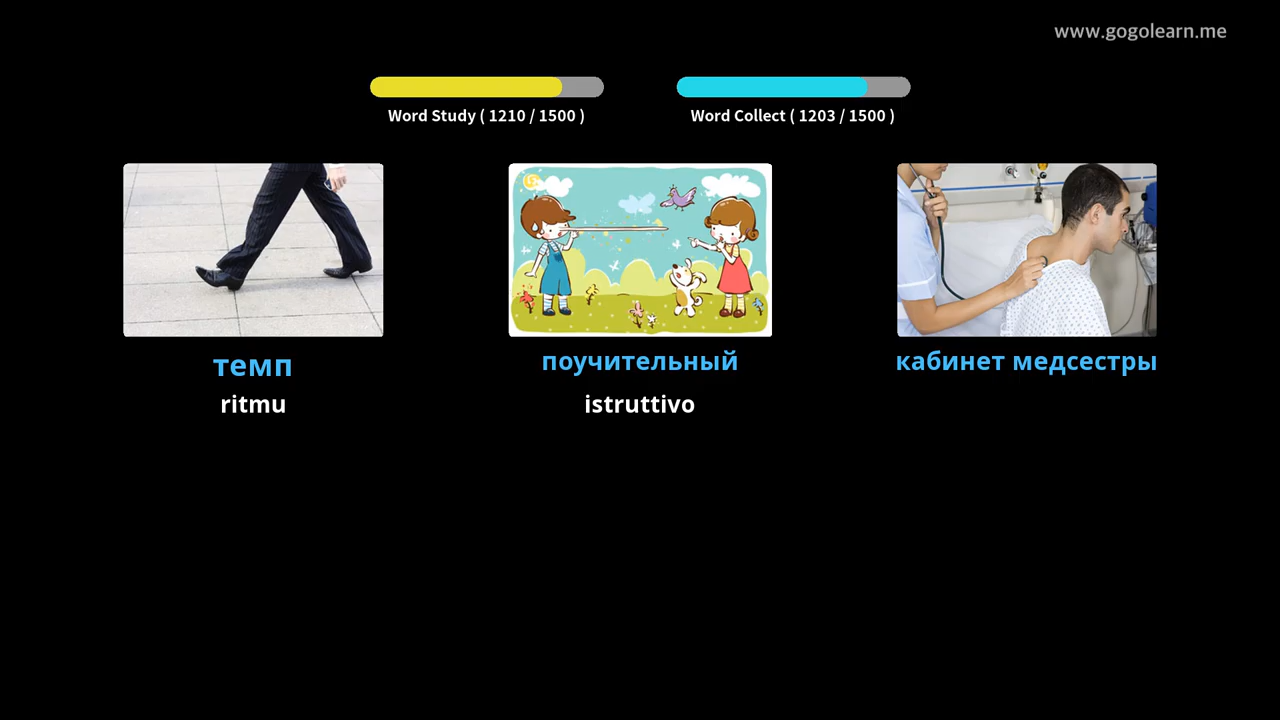 www.gogolearn.me
Word Study ( 1210 / 1500 )
Word Collect ( 1203 / 1500 )
темп
поучительный
кабинет медсестры
ritmu
istruttivo